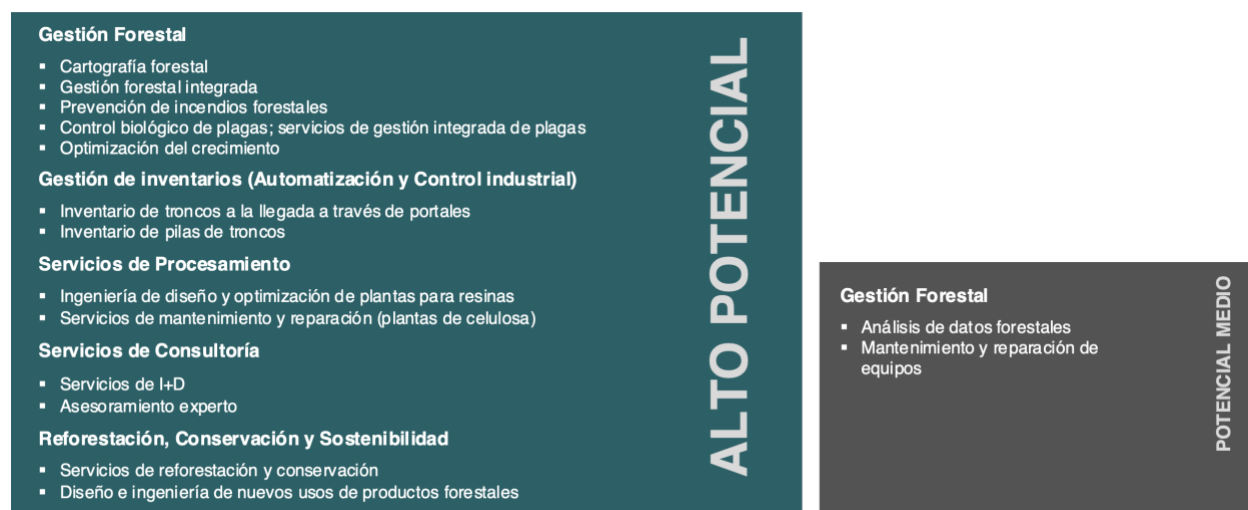 Gestión Forestal
▪ Cartografía forestal
▪ Gestión forestal integrada
▪ Prevención de incendios forestales
▪ Control biológico de plagas; servicios de gestión integrada de plagas
▪ Optimización del crecimiento
Gestión de inventarios (Automatización y Control industrial)
▪ Inventario de troncos a la llegada a través de portales
▪ Inventario de pilas de troncos
Servicios de Procesamiento
▪ Ingeniería de diseño y optimización de plantas para resinas
▪ Servicios de mantenimiento y reparación (plantas de celulosa)
Servicios de Consultoría
▪ Servicios de I+D
▪ Asesoramiento experto
Reforestación, Conservación y Sostenibilidad
▪ Servicios de reforestación y conservación
▪ Diseño e ingeniería de nuevos usos de productos forestales
ALTO POTENCIAL
Gestión Forestal
▪ Análisis de datos forestales
▪ Mantenimiento y reparación de
equipos
POTENCIAL MEDIO